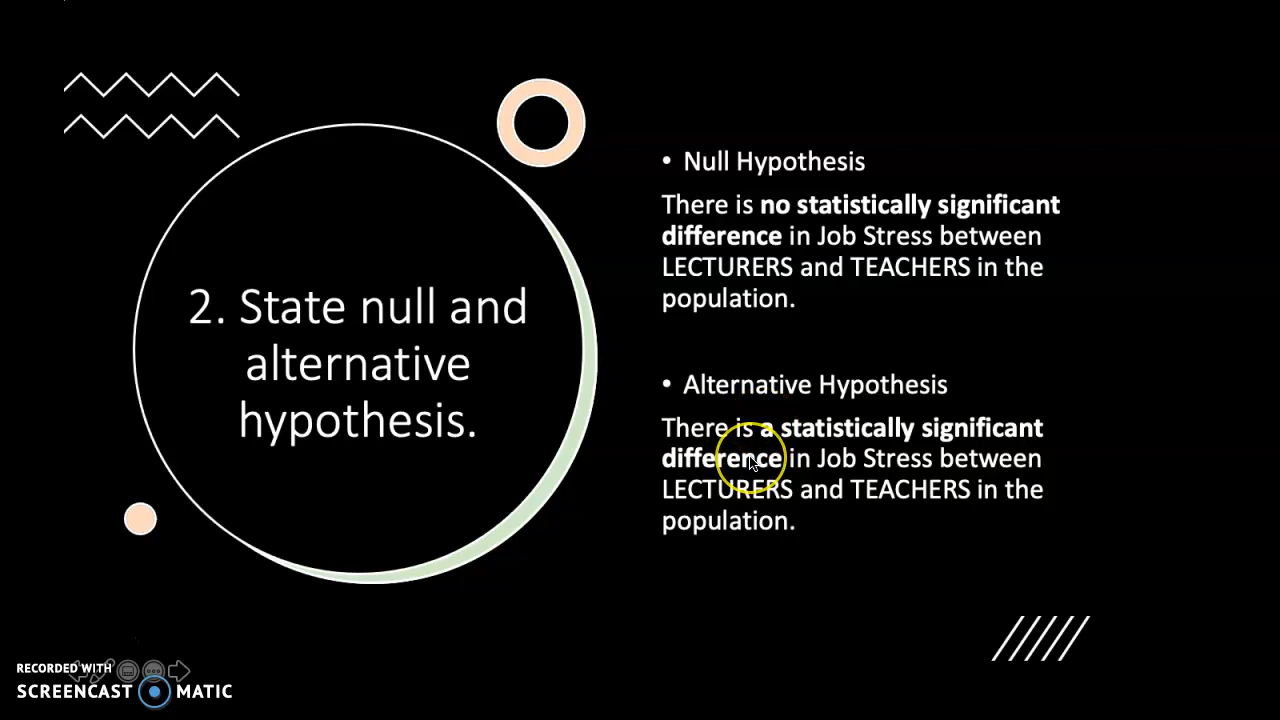 2. State null and
alternative
hypothesis.
• Null Hypothesis
There is no statistically significant
difference in Job Stress between
LECTURERS and TEACHERS in the
population.
• Alternative Hypothesis
There is a statistically significant
difference in Job Stress between
LECTURERS and TEACHERS in the
population.
RECORDED WITH
SCREENCAST MATIC